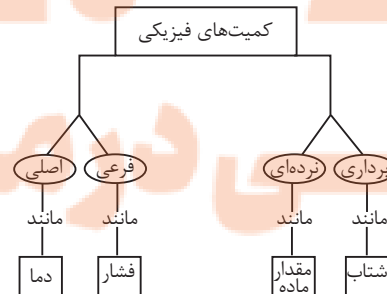 کمیت‌های فیزیکی
برداری نرده‌ای فرعی اصلی
مانند مانند مانند مانند
شتاب مقدار ماده فشار دما